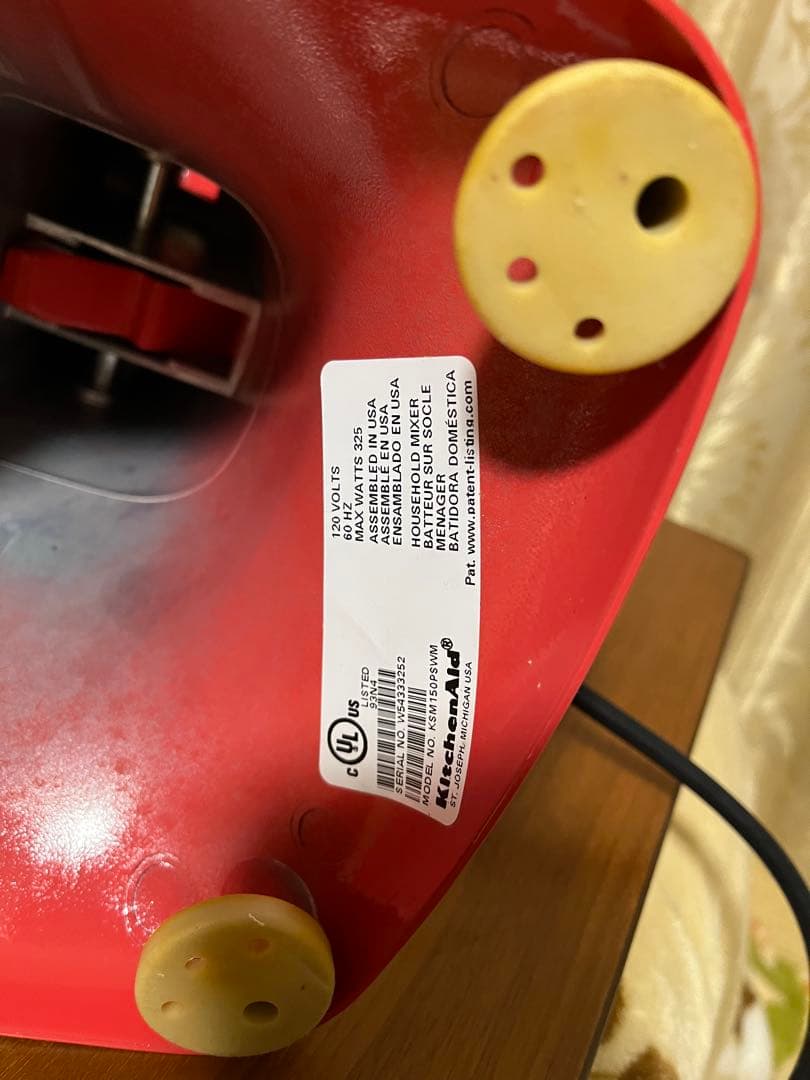 120 VOLTS
60 HZ
MAX WATTS 325
ASSEMBLED IN USA
ASSEMBLÉ EN USA
ENSAMBLADO EN USA
HOUSEHOLD MIXER
BATTEUR SUR SOCLE
MENAGER
BATIDORA DOMÉSTICA
Pat. www.patent-listing.com
C UL US
LISTED
93N4
SERIAL NO. W54333252
MODEL NO. KSM150PSWM
KitchenAid®
ST. JOSEPH, MICHIGAN USA